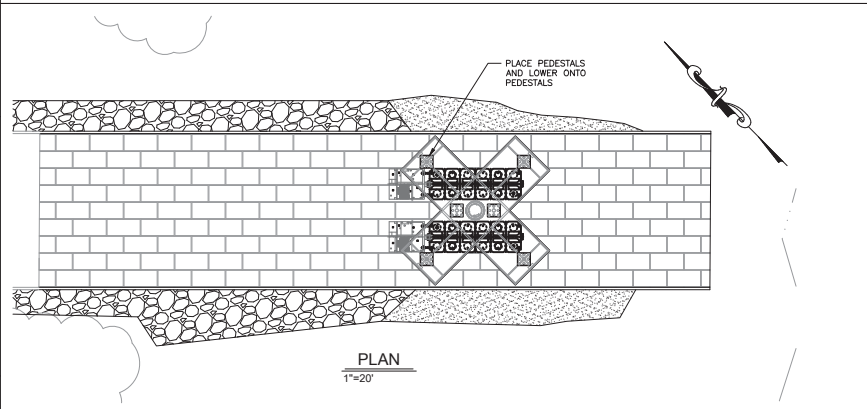 PLACE PEDESTALS
AND LOWER ONTO
PEDESTALS
PLAN
1"=20'